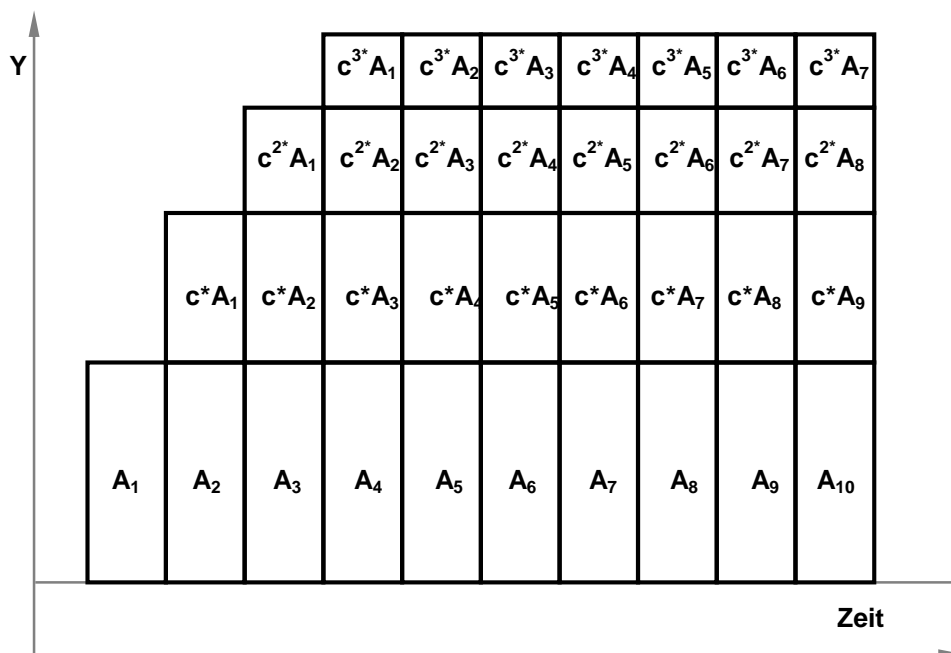 Y
c³*A₁ c³*A₂ c³*A₃ c³*A₄ c³*A₅ c³*A₆ c³*A₇
c²*A₁ c²*A₂ c²*A₃ c²*A₄ c²*A₅ c²*A₆ c²*A₇ c²*A₈
c*A₁ c*A₂ c*A₃ c*A₄ c*A₅ c*A₆ c*A₇ c*A₈ c*A₉
A₁ A₂ A₃ A₄ A₅ A₆ A₇ A₈ A₉ A₁₀
Zeit